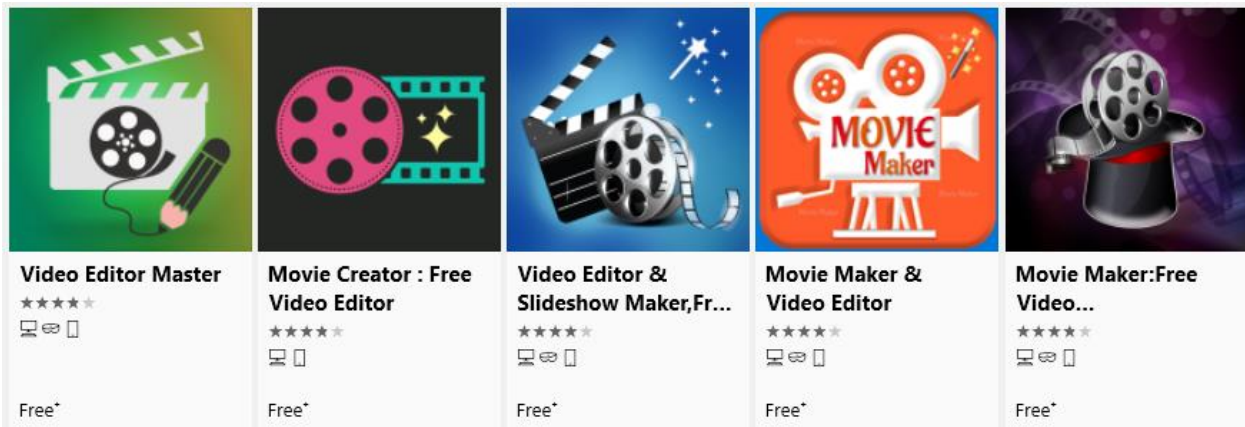 MOVIE
Maker
Video Editor Master
Free⁺
Movie Creator : Free
Video Editor
Free⁺
Video Editor &
Slideshow Maker,Fr...
Free⁺
Movie Maker &
Video Editor
Free⁺
Movie Maker:Free
Video...
Free⁺